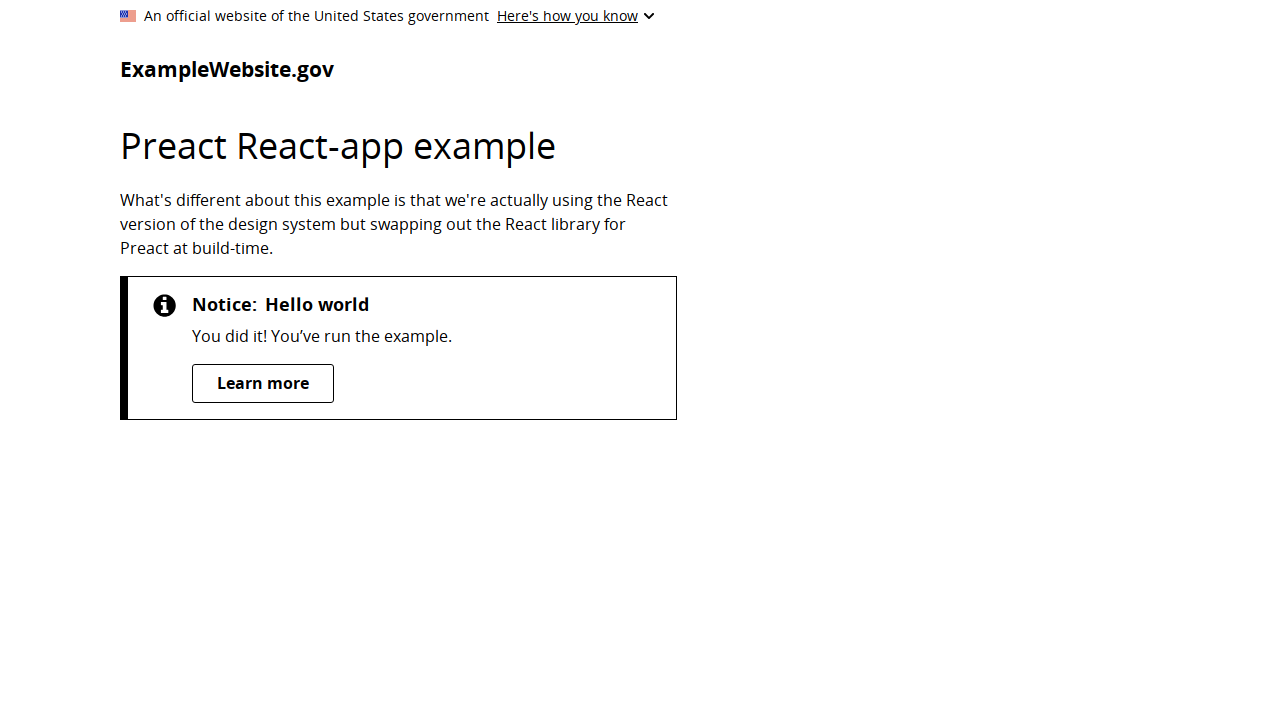 An official website of the United States government Here's how you know
ExampleWebsite.gov
Preact React-app example
What's different about this example is that we're actually using the React
version of the design system but swapping out the React library for
Preact at build-time.
Notice: Hello world
You did it! You’ve run the example.
Learn more